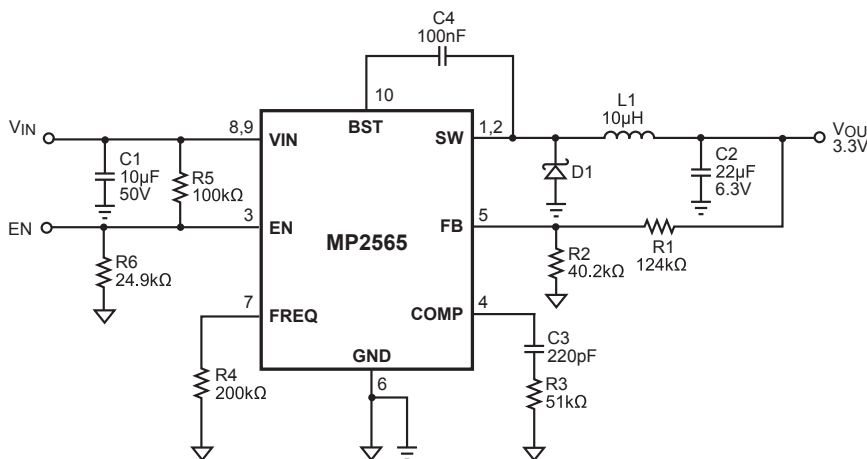 C4
100nF
10
L1
10µH
VIN
8,9
VIN
BST
SW
1,2
VOU
3.3V
C1
10µF
50V
R5
100kΩ
D1
C2
22µF
6.3V
EN
3
EN
MP2565
FB
5
R1
124kΩ
R6
24.9kΩ
R2
40.2kΩ
7
FREQ
COMP
4
R4
200kΩ
GND
6
C3
220pF
R3
51kΩ